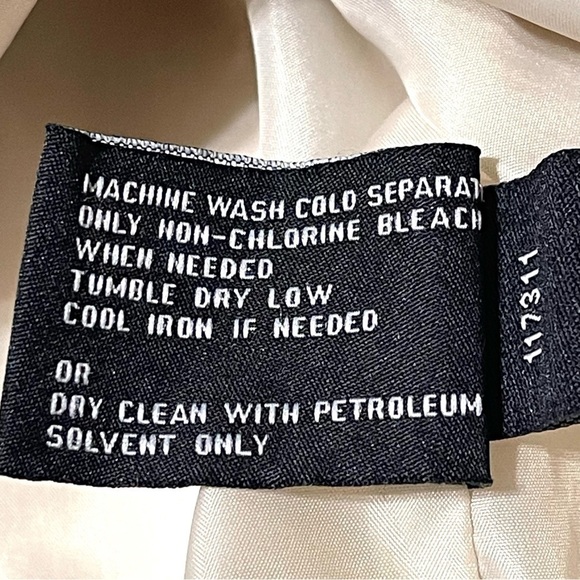 MACHINE WASH COLD SEPARAT
ONLY NON-CHLORINE BLEACH
WHEN NEEDED
TUMBLE DRY LOW
COOL IRON IF NEEDED
OR
DRY CLEAN WITH PETROLEUM
SOLVENT ONLY
117311